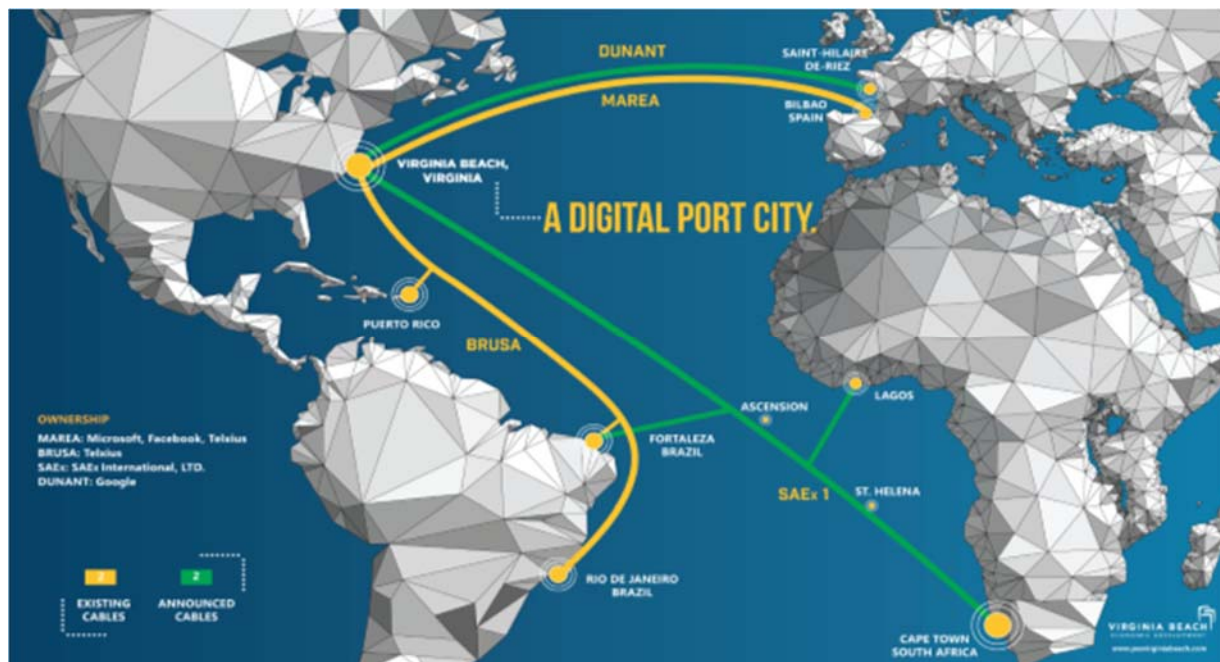 DUNANT
MAREA
SAINT-HILAIRE
DE-RIEZ
BILBAO
SPAIN
VIRGINIA BEACH,
VIRGINIA
A DIGITAL PORT CITY.
PUERTO RICO
BRUSA
LAGOS
ASCENSION
FORTALEZA
BRAZIL
SAEx 1
ST. HELENA
OWNERSHIP
MAREA: Microsoft, Facebook, Telxius
BRUSA: Telxius
SAEx: SAEx International, LTD.
DUNANT: Google
2
EXISTING
CABLES
2
ANNOUNCED
CABLES
RIO DE JANEIRO
BRAZIL
CAPE TOWN
SOUTH AFRICA
VIRGINIA BEACH
ECONOMIC DEVELOPMENT